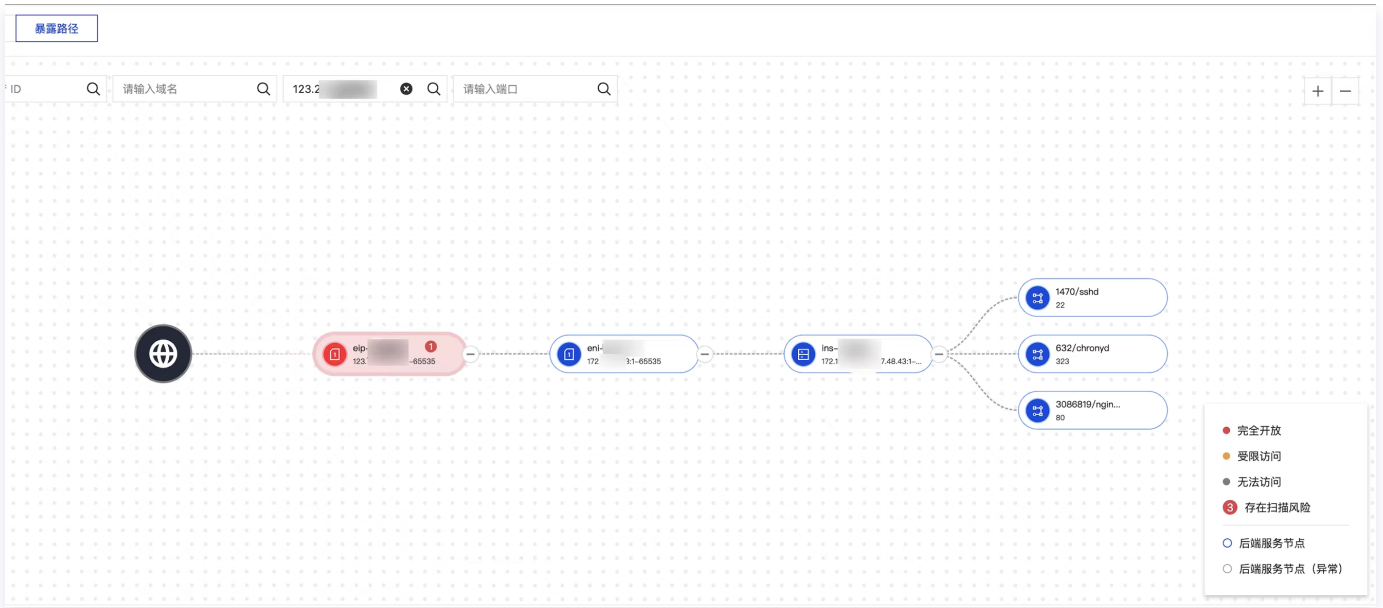 暴露路径
ID
请输入域名
123.2
请输入端口
eip-
1
123.
-65535
eni-
172
:1-65535
ins-
172.1
7.48.43:1-...
1470/sshd
22
632/chronyd
323
3086819/ngin...
80
完全开放
受限访问
无法访问
3 存在扫描风险
后端服务节点
后端服务节点（异常）